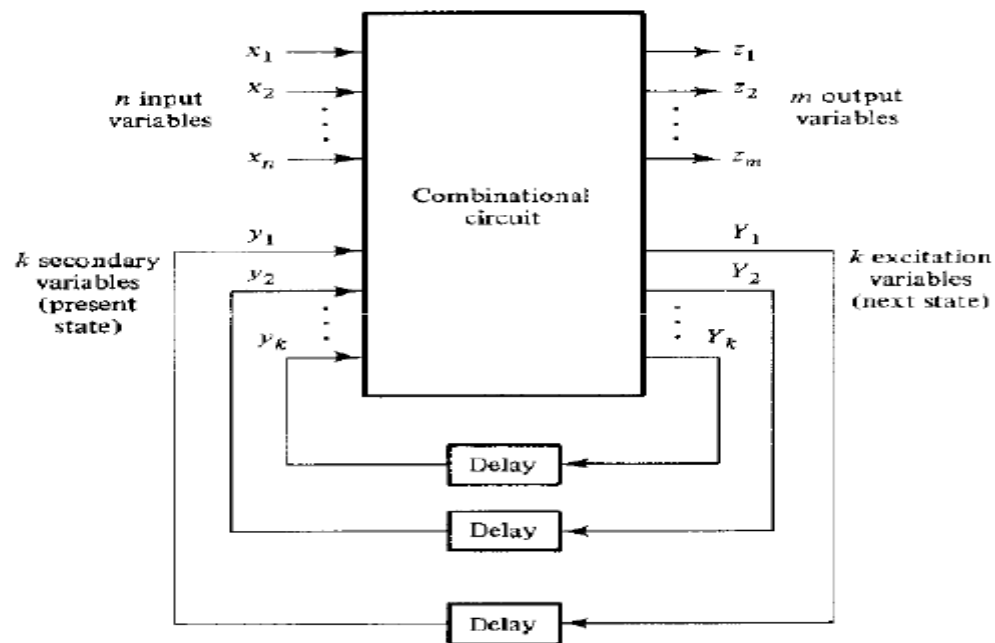 x₁
z₁
n input
variables
x₂
z₂
m output
variables
xₙ
zₘ
Combinational
circuit
k secondary
variables
(present
state)
y₁
Y₁
k excitation
variables
(next state)
y₂
Y₂
yₖ
Yₖ
Delay
Delay
Delay